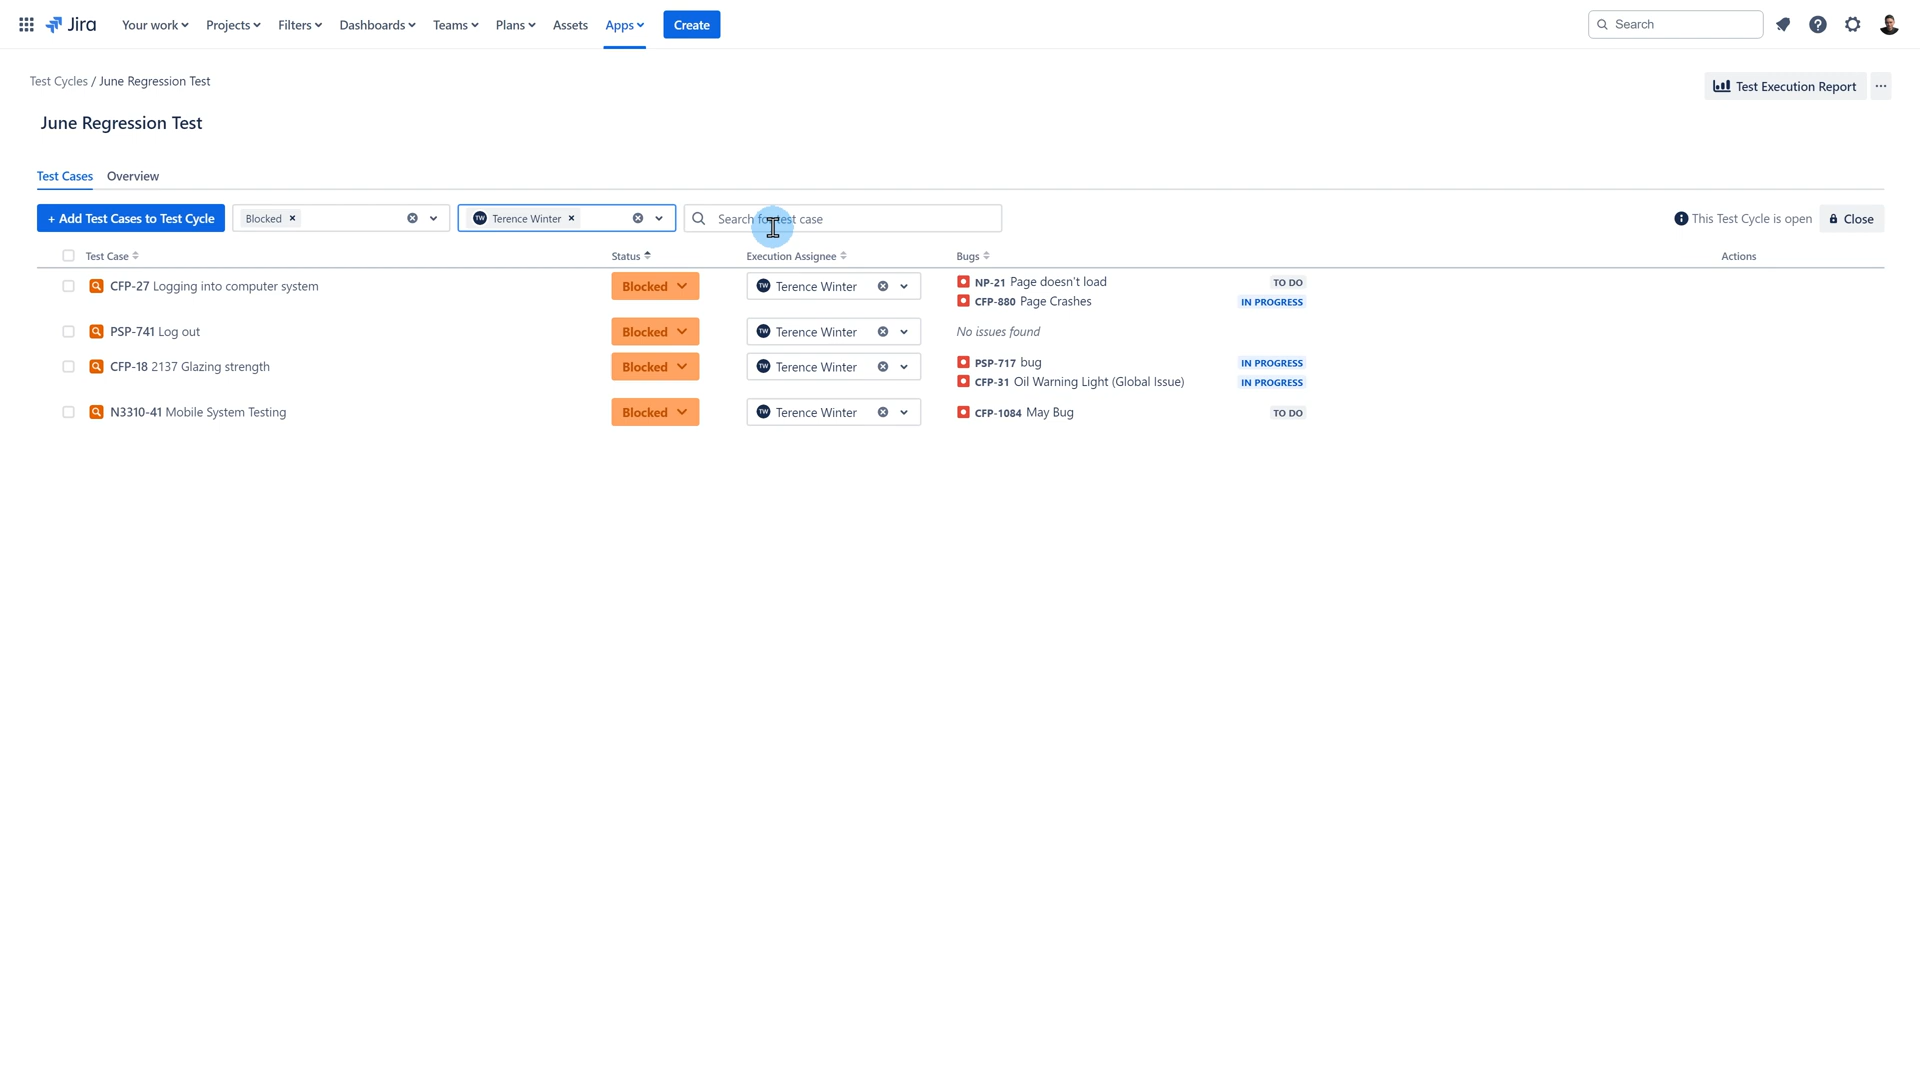 Jira Your work Projects Filters Dashboards Teams Plans Assets Apps Create Search
Test Cycles / June Regression Test
Test Execution Report
June Regression Test
Test Cases Overview
+ Add Test Cases to Test Cycle Blocked TW Terence Winter Search for test case This Test Cycle is open Close
Test Case Status Execution Assignee Bugs Actions
CFP-27 Logging into computer system Blocked TW Terence Winter NP-21 Page doesn't load TO DO
CFP-880 Page Crashes IN PROGRESS
PSP-741 Log out Blocked TW Terence Winter No issues found
CFP-18 2137 Glazing strength Blocked TW Terence Winter PSP-717 bug IN PROGRESS
CFP-31 Oil Warning Light (Global Issue) IN PROGRESS
N3310-41 Mobile System Testing Blocked TW Terence Winter CFP-1084 May Bug TO DO